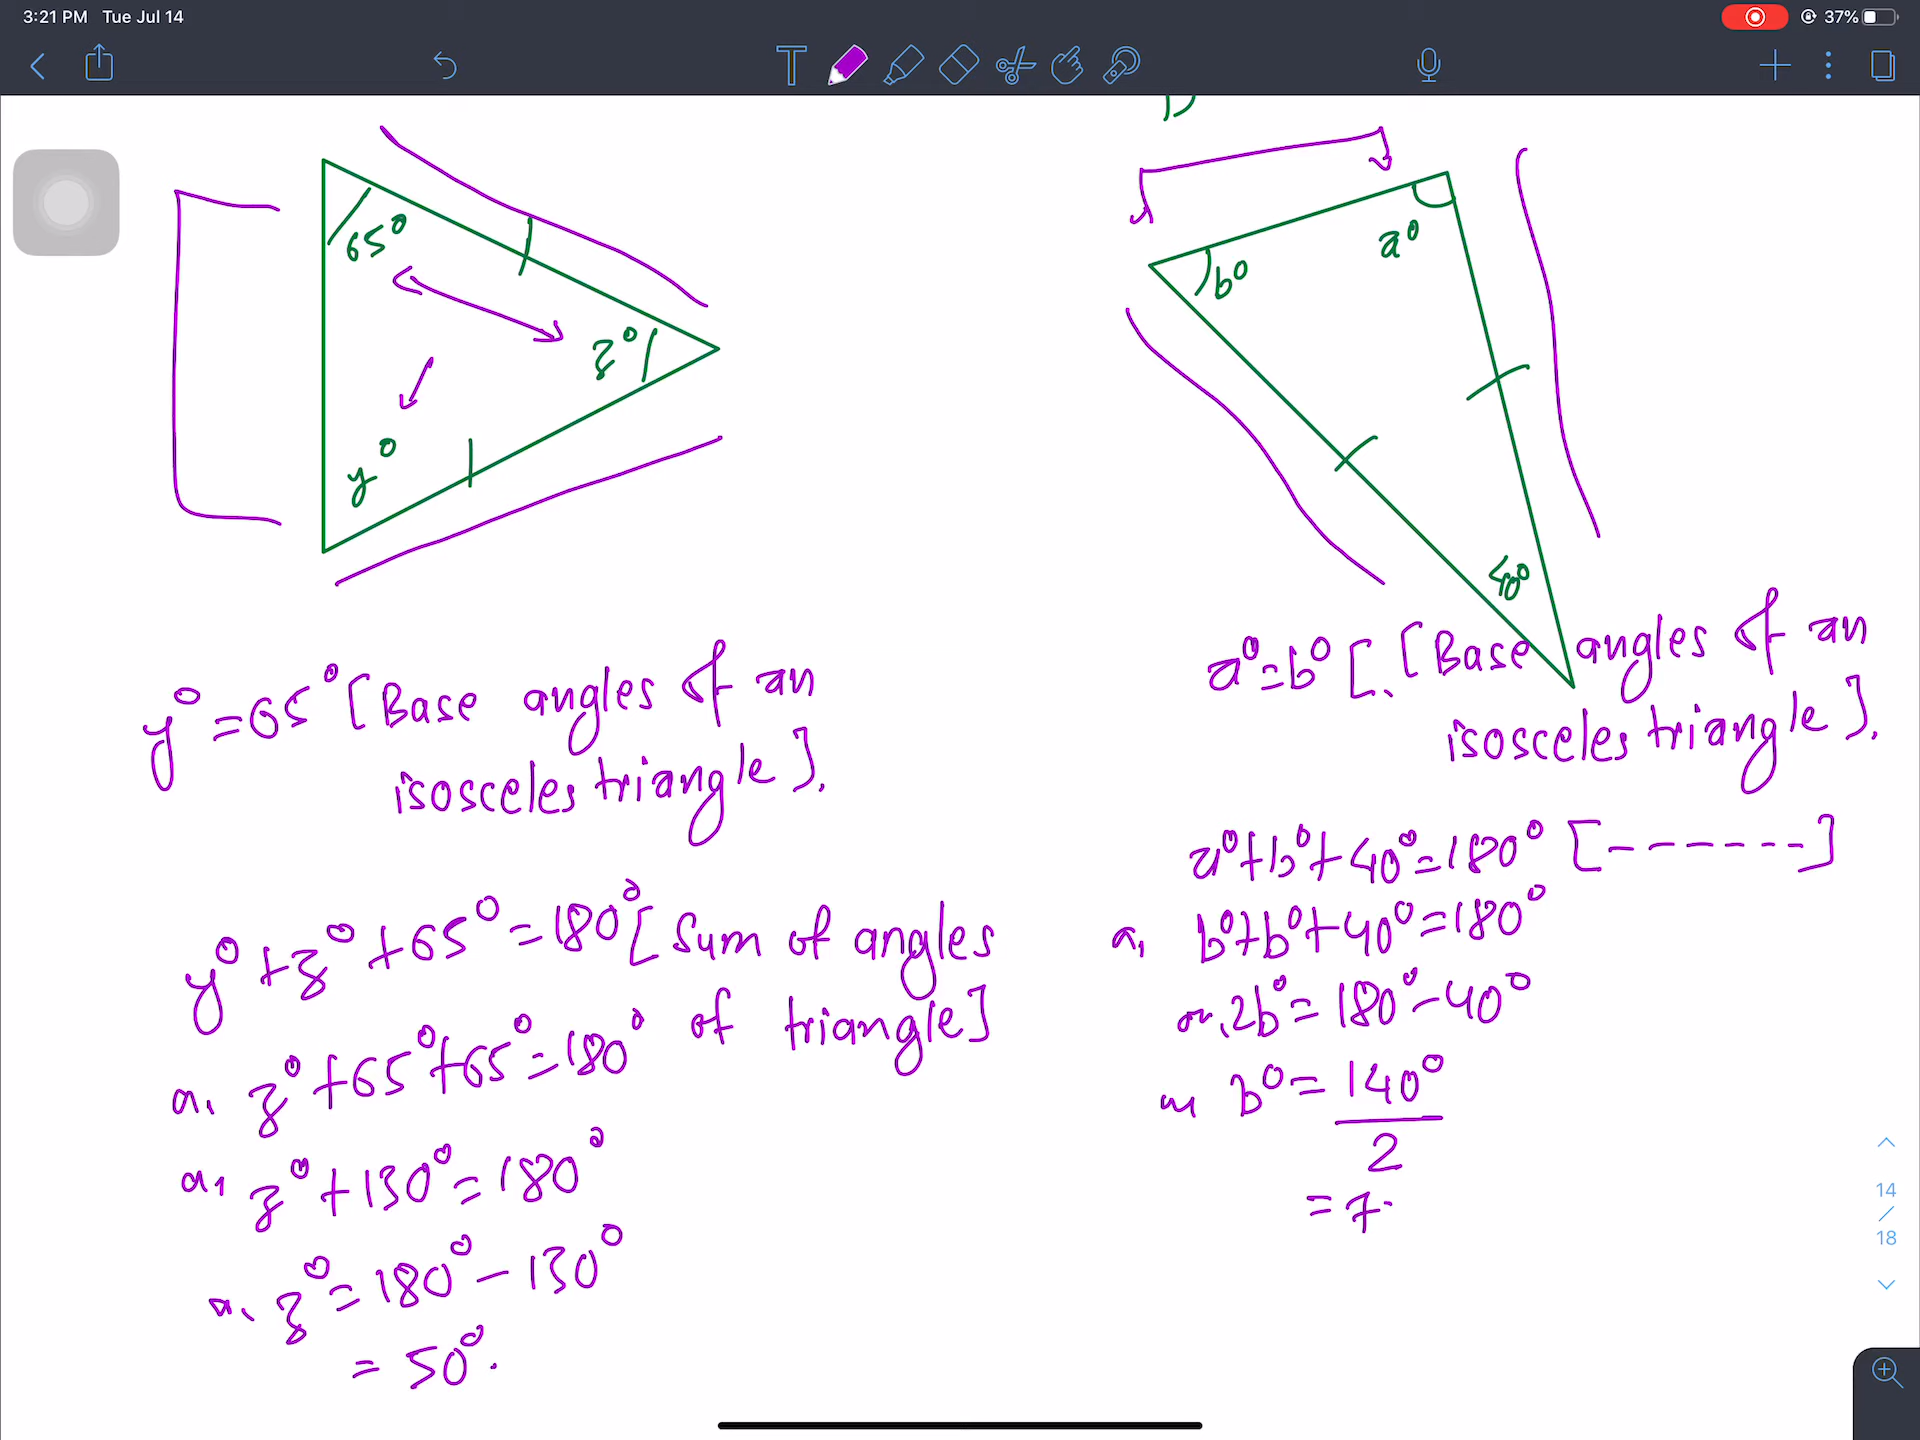 3:21 PM Tue Jul 14
37%
65°
z°
y°
a°
b°
40°
y° = 65° [Base angles of an
isosceles triangle].
y° + z° + 65° = 180° [Sum of angles
of triangle]
z° + 65° + 65° = 180°
z° + 130° = 180°
z° = 180° - 130°
= 50°.
a° = b° [. [Base angles of an
isosceles triangle].
a° + b° + 40° = 180° [- - - - - - -]
b° + b° + 40° = 180°
or, 2b° = 180° - 40°
b° = 140°
2
= 7
14
/
18